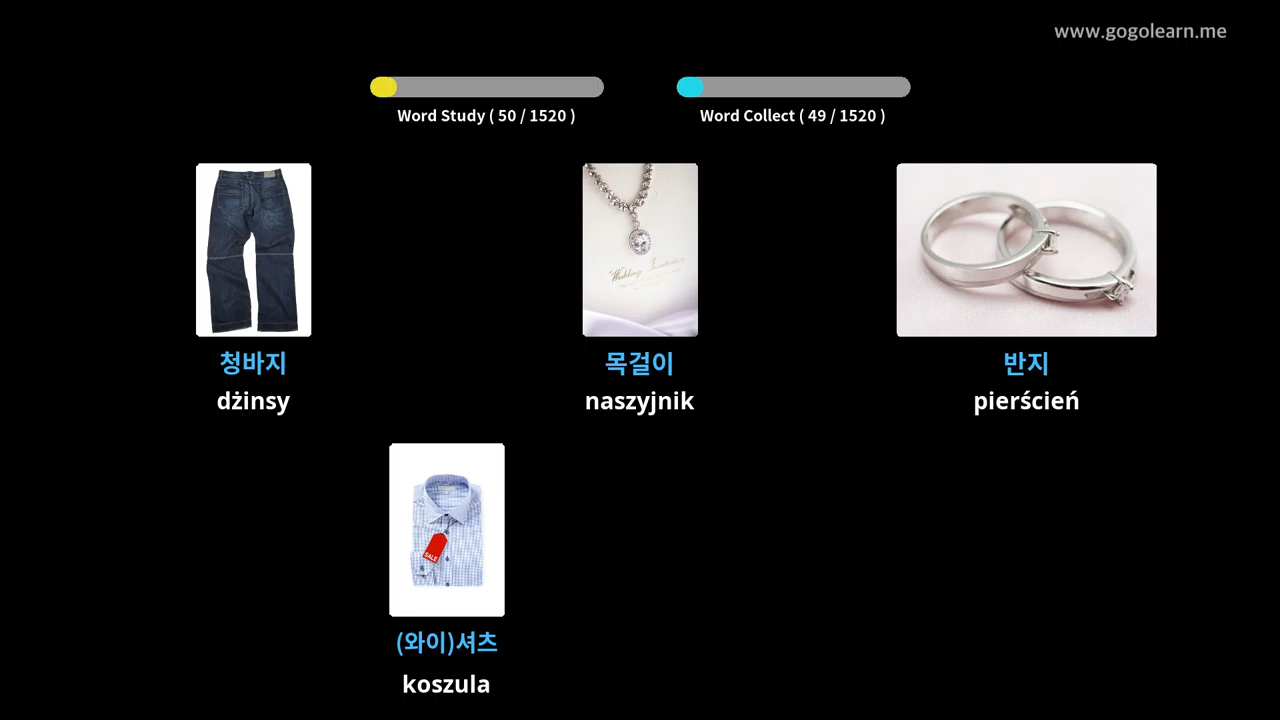 www.gogolearn.me
Word Study ( 50 / 1520 )
Word Collect ( 49 / 1520 )
청바지
목걸이
반지
dżinsy
naszyjnik
pierścień
SALE
(와이)셔츠
koszula